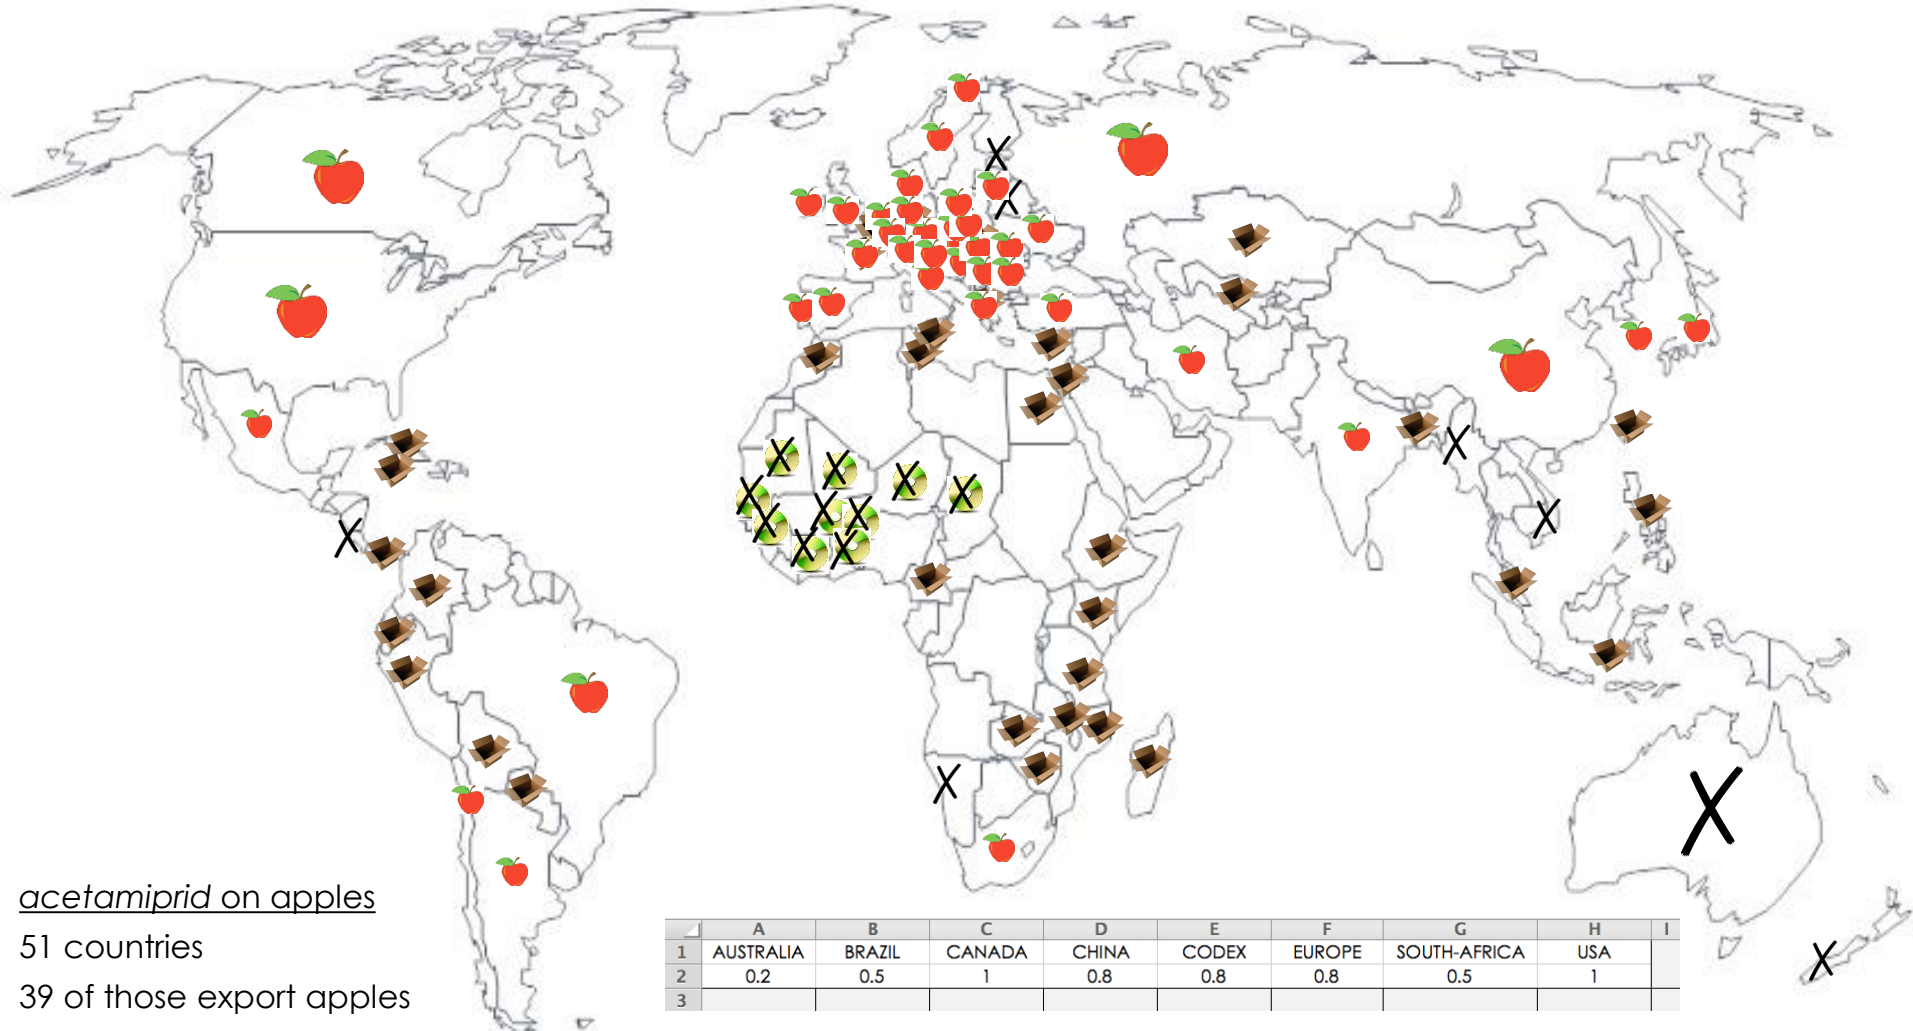 acetamiprid on apples
51 countries
39 of those export apples
A B C D E F G H I
1 AUSTRALIA BRAZIL CANADA CHINA CODEX EUROPE SOUTH-AFRICA USA
2 0.2 0.5 1 0.8 0.8 0.8 0.5 1
3